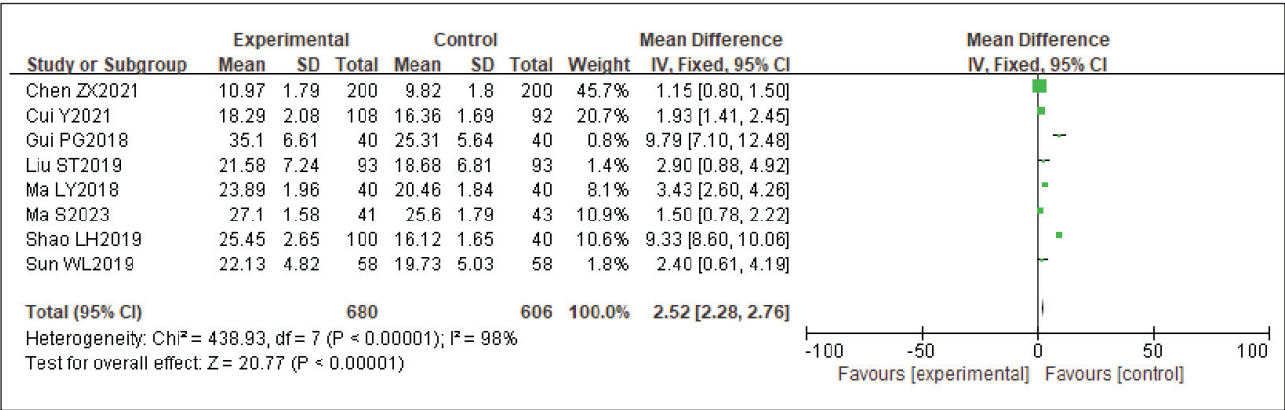 Experimental Control Mean Difference Mean Difference
Study or Subgroup Mean SD Total Mean SD Total Weight IV, Fixed, 95% CI IV, Fixed, 95% CI
Chen ZX2021 10.97 1.79 200 9.82 1.8 200 45.7% 1.15 [0.80, 1.50]
Cui Y2021 18.29 2.08 108 16.36 1.69 92 20.7% 1.93 [1.41, 2.45]
Gui PG2018 35.1 6.61 40 25.31 5.64 40 0.8% 9.79 [7.10, 12.48]
Liu ST2019 21.58 7.24 93 18.68 6.81 93 1.4% 2.90 [0.88, 4.92]
Ma LY2018 23.89 1.96 40 20.46 1.84 40 8.1% 3.43 [2.60, 4.26]
Ma S2023 27.1 1.58 41 25.6 1.79 43 10.9% 1.50 [0.78, 2.22]
Shao LH2019 25.45 2.65 100 16.12 1.65 40 10.6% 9.33 [8.60, 10.06]
Sun WL2019 22.13 4.82 58 19.73 5.03 58 1.8% 2.40 [0.61, 4.19]
Total (95% CI) 680 606 100.0% 2.52 [2.28, 2.76]
Heterogeneity: Chi² = 438.93, df = 7 (P < 0.00001); I² = 98%
Test for overall effect: Z = 20.77 (P < 0.00001)
-100 -50 0 50 100
Favours [experimental] Favours [control]